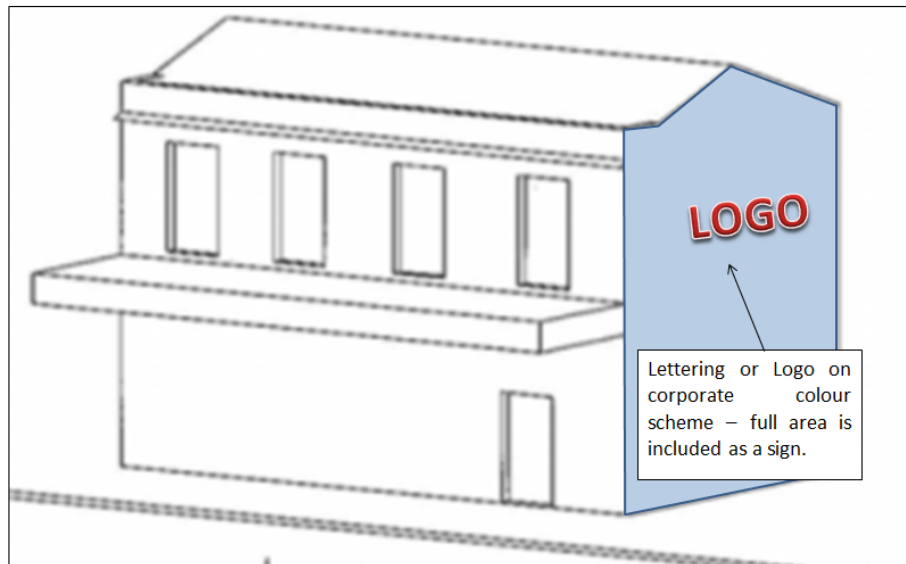 LOGO
Lettering or Logo on
corporate colour
scheme – full area is
included as a sign.